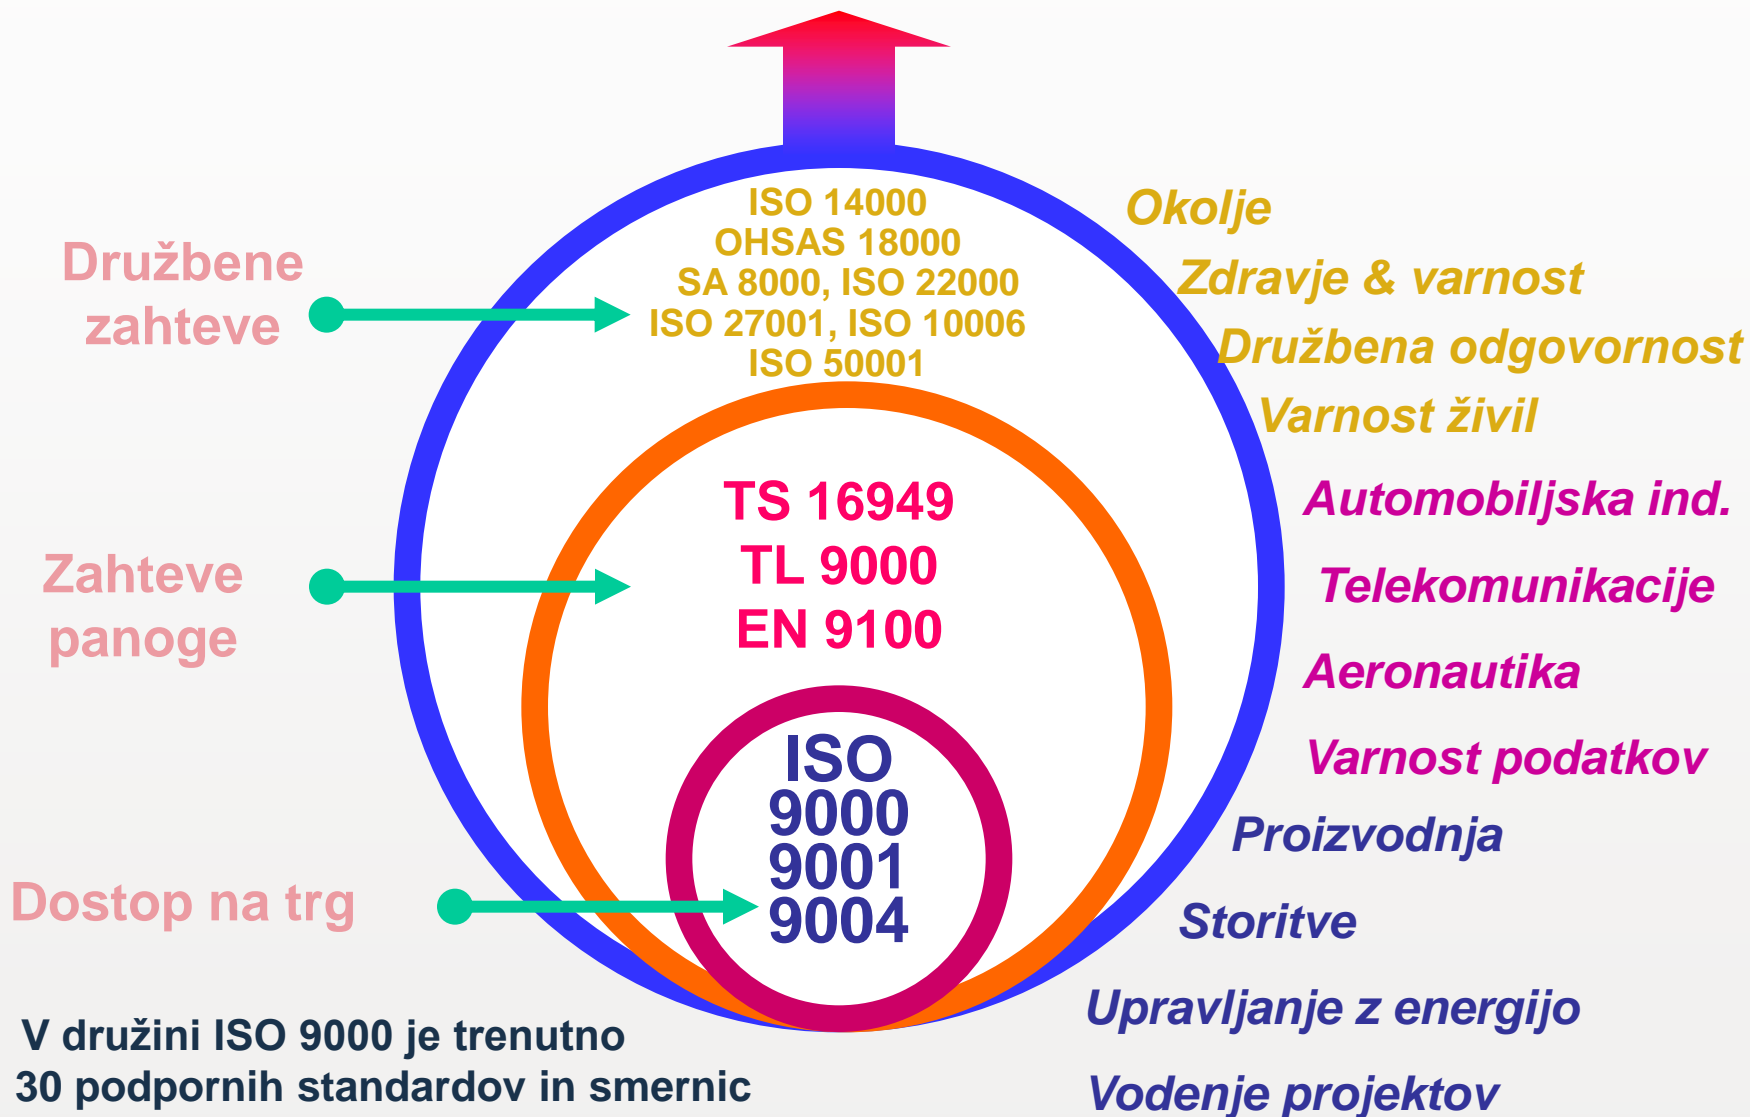 Družbene
zahteve
Zahteve
panoge
Dostop na trg
ISO 14000
OHSAS 18000
SA 8000, ISO 22000
ISO 27001, ISO 10006
ISO 50001
TS 16949
TL 9000
EN 9100
ISO
9000
9001
9004
Okolje
Zdravje & varnost
Družbena odgovornost
Varnost živil
Automobiljska ind.
Telekomunikacije
Aeronautika
Varnost podatkov
Proizvodnja
Storitve
Upravljanje z energijo
Vodenje projektov
V družini ISO 9000 je trenutno
30 podpornih standardov in smernic